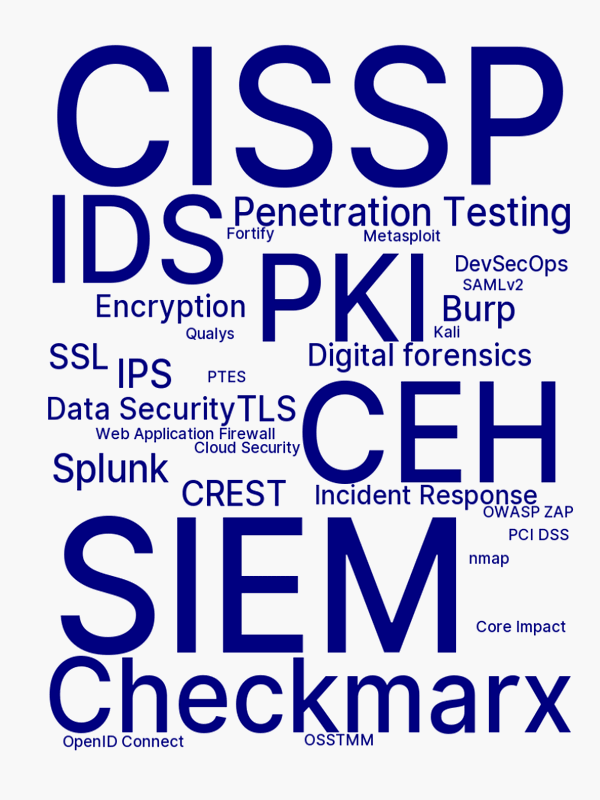 CISSP
IDS
Penetration Testing
Fortify
Metasploit
PKI
DevSecOps
SAMLv2
Encryption
Burp
Qualys
Kali
SSL
IPS
Digital forensics
PTES
CEH
Data Security
TLS
Web Application Firewall
Cloud Security
Splunk
CREST
Incident Response
OWASP ZAP
SIEM
PCI DSS
nmap
Core Impact
Checkmarx
OpenID Connect
OSSTMM